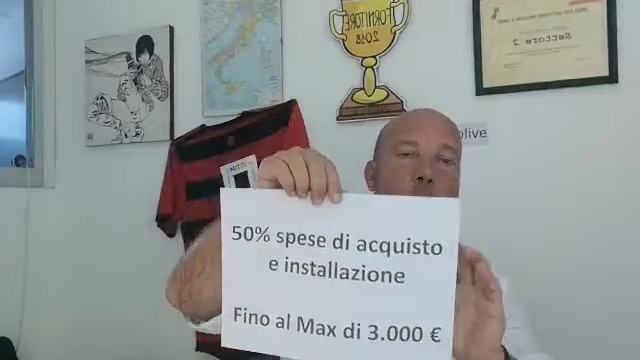 FORNITORE
2018
Settore 2
olive
50% spese di acquisto
e installazione
Fino al Max di 3.000 €